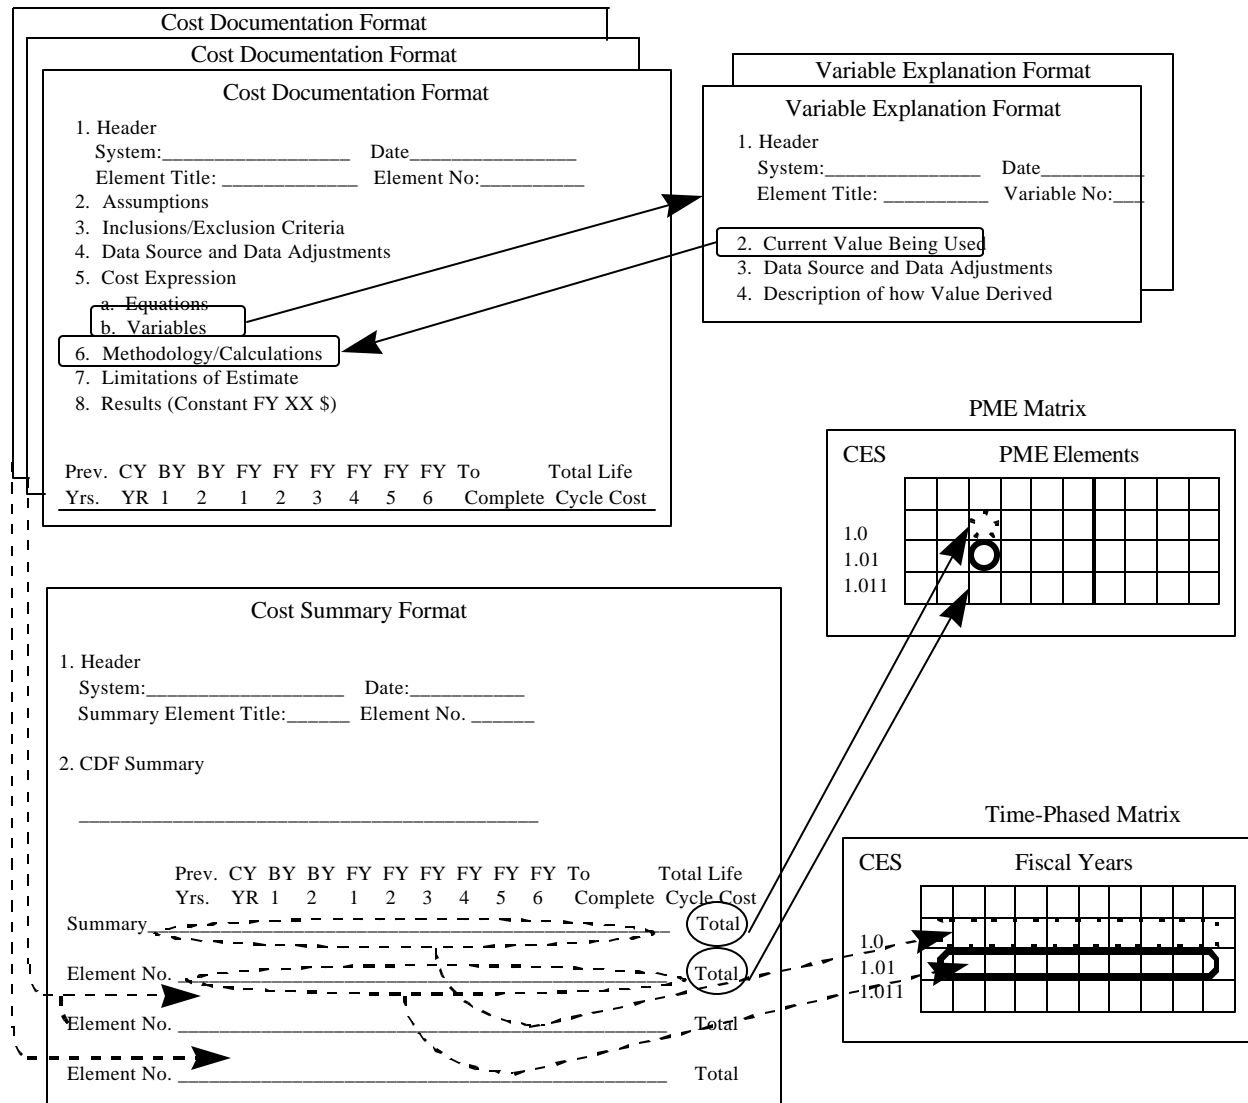 Cost Documentation Format
Cost Documentation Format
Cost Documentation Format
1. Header
System:__________________ Date________________
Element Title: _____________ Element No:__________
2. Assumptions
3. Inclusions/Exclusion Criteria
4. Data Source and Data Adjustments
5. Cost Expression
a. Equations
b. Variables
6. Methodology/Calculations
7. Limitations of Estimate
8. Results (Constant FY XX $)
Prev. CY BY BY FY FY FY FY FY FY To Total Life
Yrs. YR 1 2 1 2 3 4 5 6 Complete Cycle Cost
Variable Explanation Format
Variable Explanation Format
1. Header
System:_______________ Date__________
Element Title: __________ Variable No:___
2. Current Value Being Used
3. Data Source and Data Adjustments
4. Description of how Value Derived
PME Matrix
CES PME Elements
1.0
1.01
1.011
Cost Summary Format
1. Header
System:___________________ Date:___________
Summary Element Title:______ Element No. ______
2. CDF Summary
____________________________________________
Prev. CY BY BY FY FY FY FY FY FY To Total Life
Yrs. YR 1 2 1 2 3 4 5 6 Complete Cycle Cost
Summary__________________________________________________ Total
Element No. _______________________________________________ Total
Element No. _______________________________________________ Total
Element No. _______________________________________________ Total
Time-Phased Matrix
CES Fiscal Years
1.0
1.01
1.011